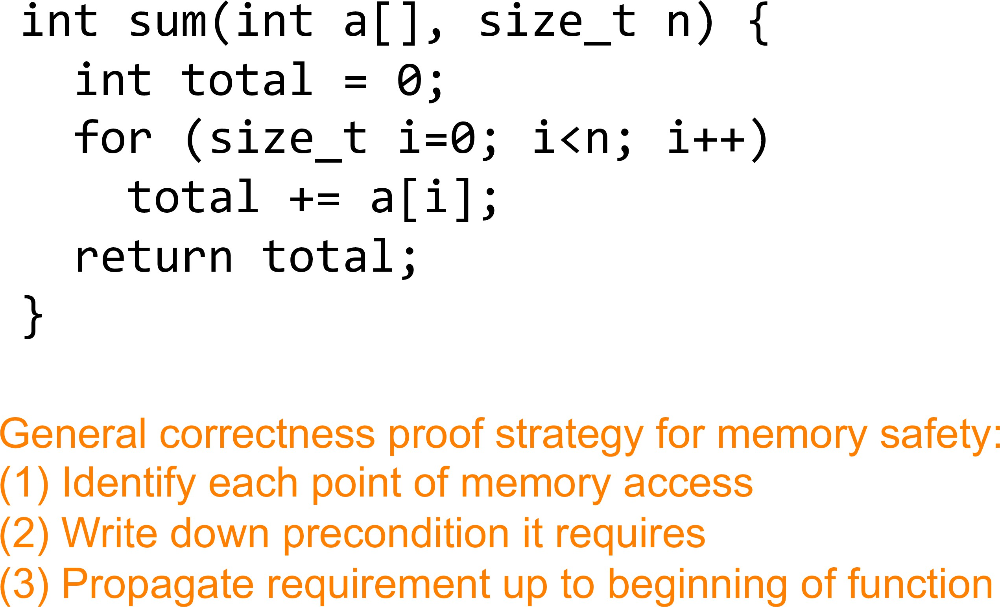 int sum(int a[], size_t n) {
int total = 0;
for (size_t i=0; i<n; i++)
total += a[i];
return total;
}
General correctness proof strategy for memory safety:
(1) Identify each point of memory access
(2) Write down precondition it requires
(3) Propagate requirement up to beginning of function